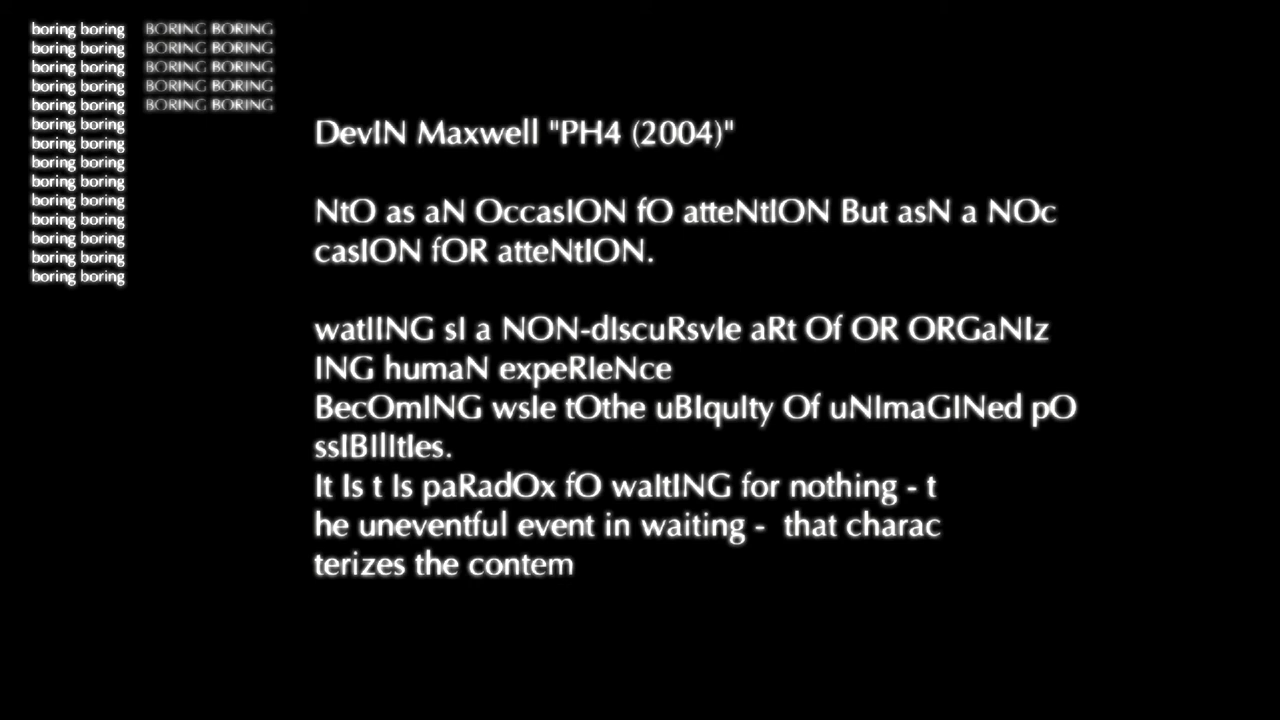 boring boring
boring boring
boring boring
boring boring
boring boring
boring boring
boring boring
boring boring
boring boring
boring boring
boring boring
boring boring
boring boring
boring boring
BORING BORING
BORING BORING
BORING BORING
BORING BORING
BORING BORING
DevIN Maxwell "PH4 (2004)"
NtO as aN OccasION fO atteNtION But asN a NOc
casION fOR atteNtION.
watIING sI a NON-dIscuRsvIe aRt Of OR ORGaNIz
ING humaN expeRIeNce
BecOmING wsIe tOthe uBIquIty Of uNImaGINed pO
ssIBIlItIes.
It Is t Is paRadOx fO waItING for nothing - t
he uneventful event in waiting -  that charac
terizes the contem